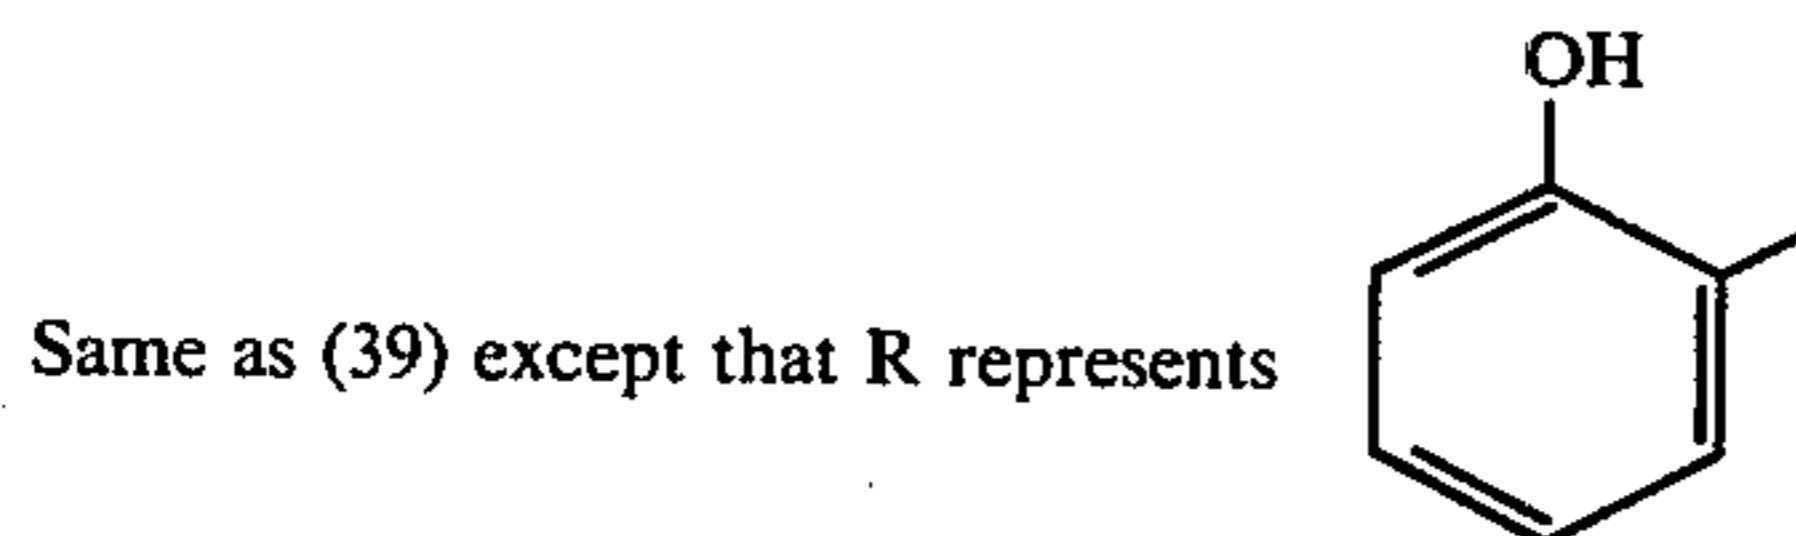 OH
Same as (39) except that R represents